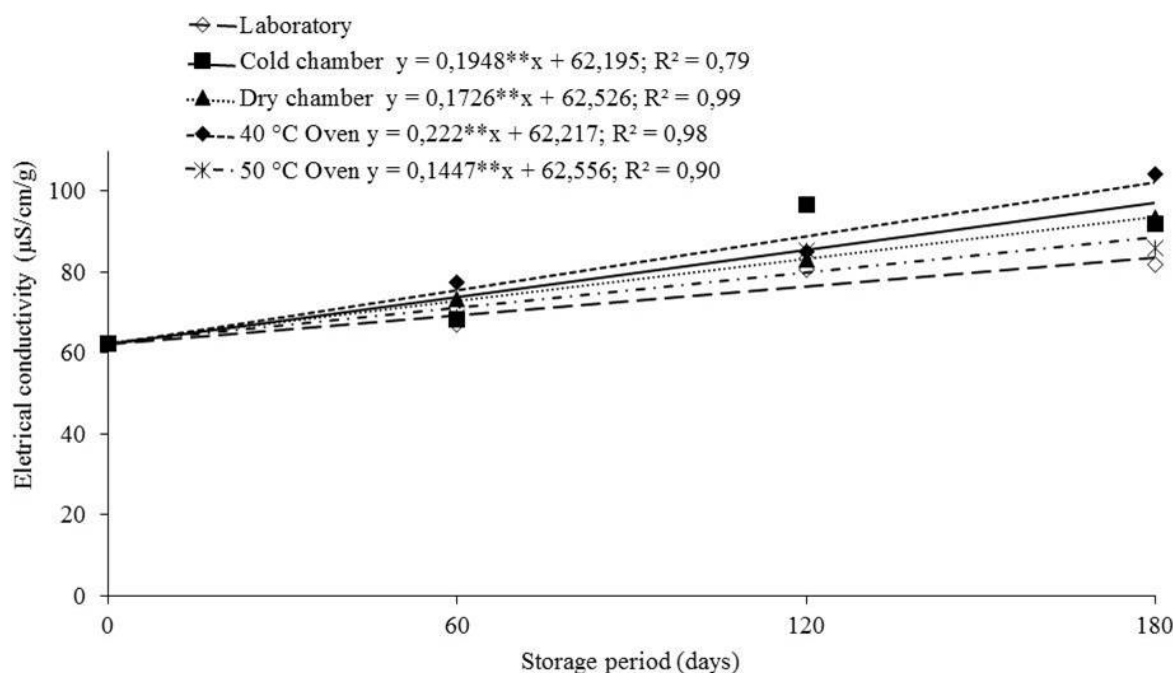 Laboratory
Cold chamber y = 0,1948**x + 62,195; R² = 0,79
Dry chamber y = 0,1726**x + 62,526; R² = 0,99
40 °C Oven y = 0,222**x + 62,217; R² = 0,98
50 °C Oven y = 0,1447**x + 62,556; R² = 0,90
Eletrical conductivity (µS/cm/g)
100
80
60
40
20
0
0 60 120 180
Storage period (days)